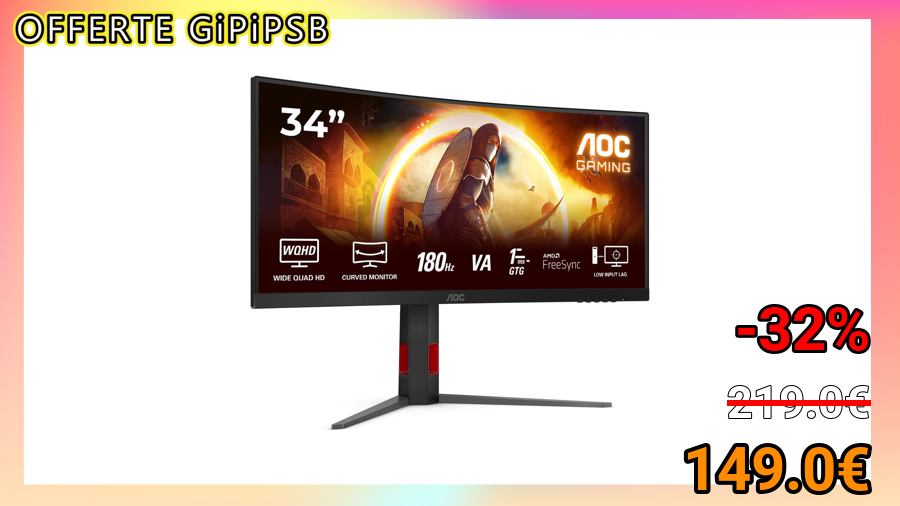 OFFERTE GiPiPSB
34”
AOC
GAMING
WQHD
WIDE QUAD HD
CURVED MONITOR
180Hz
VA
1ms
GTG
AMD
FreeSync
LOW INPUT LAG
AOC
-32%
219.0€
149.0€